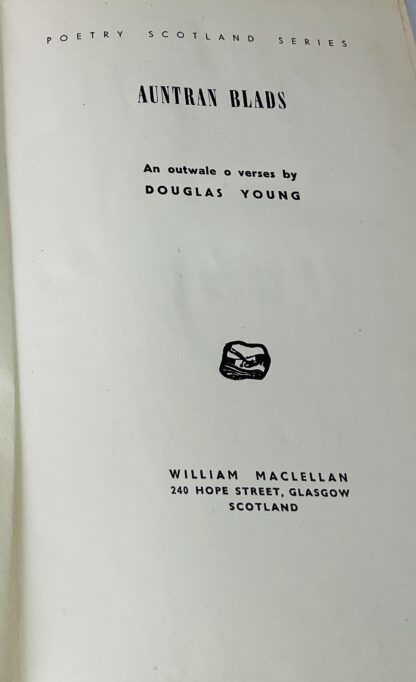 POETRY SCOTLAND SERIES
AUNTRAN BLADS
An outwale o verses by
DOUGLAS YOUNG
WILLIAM MACLELLAN
240 HOPE STREET, GLASGOW
SCOTLAND